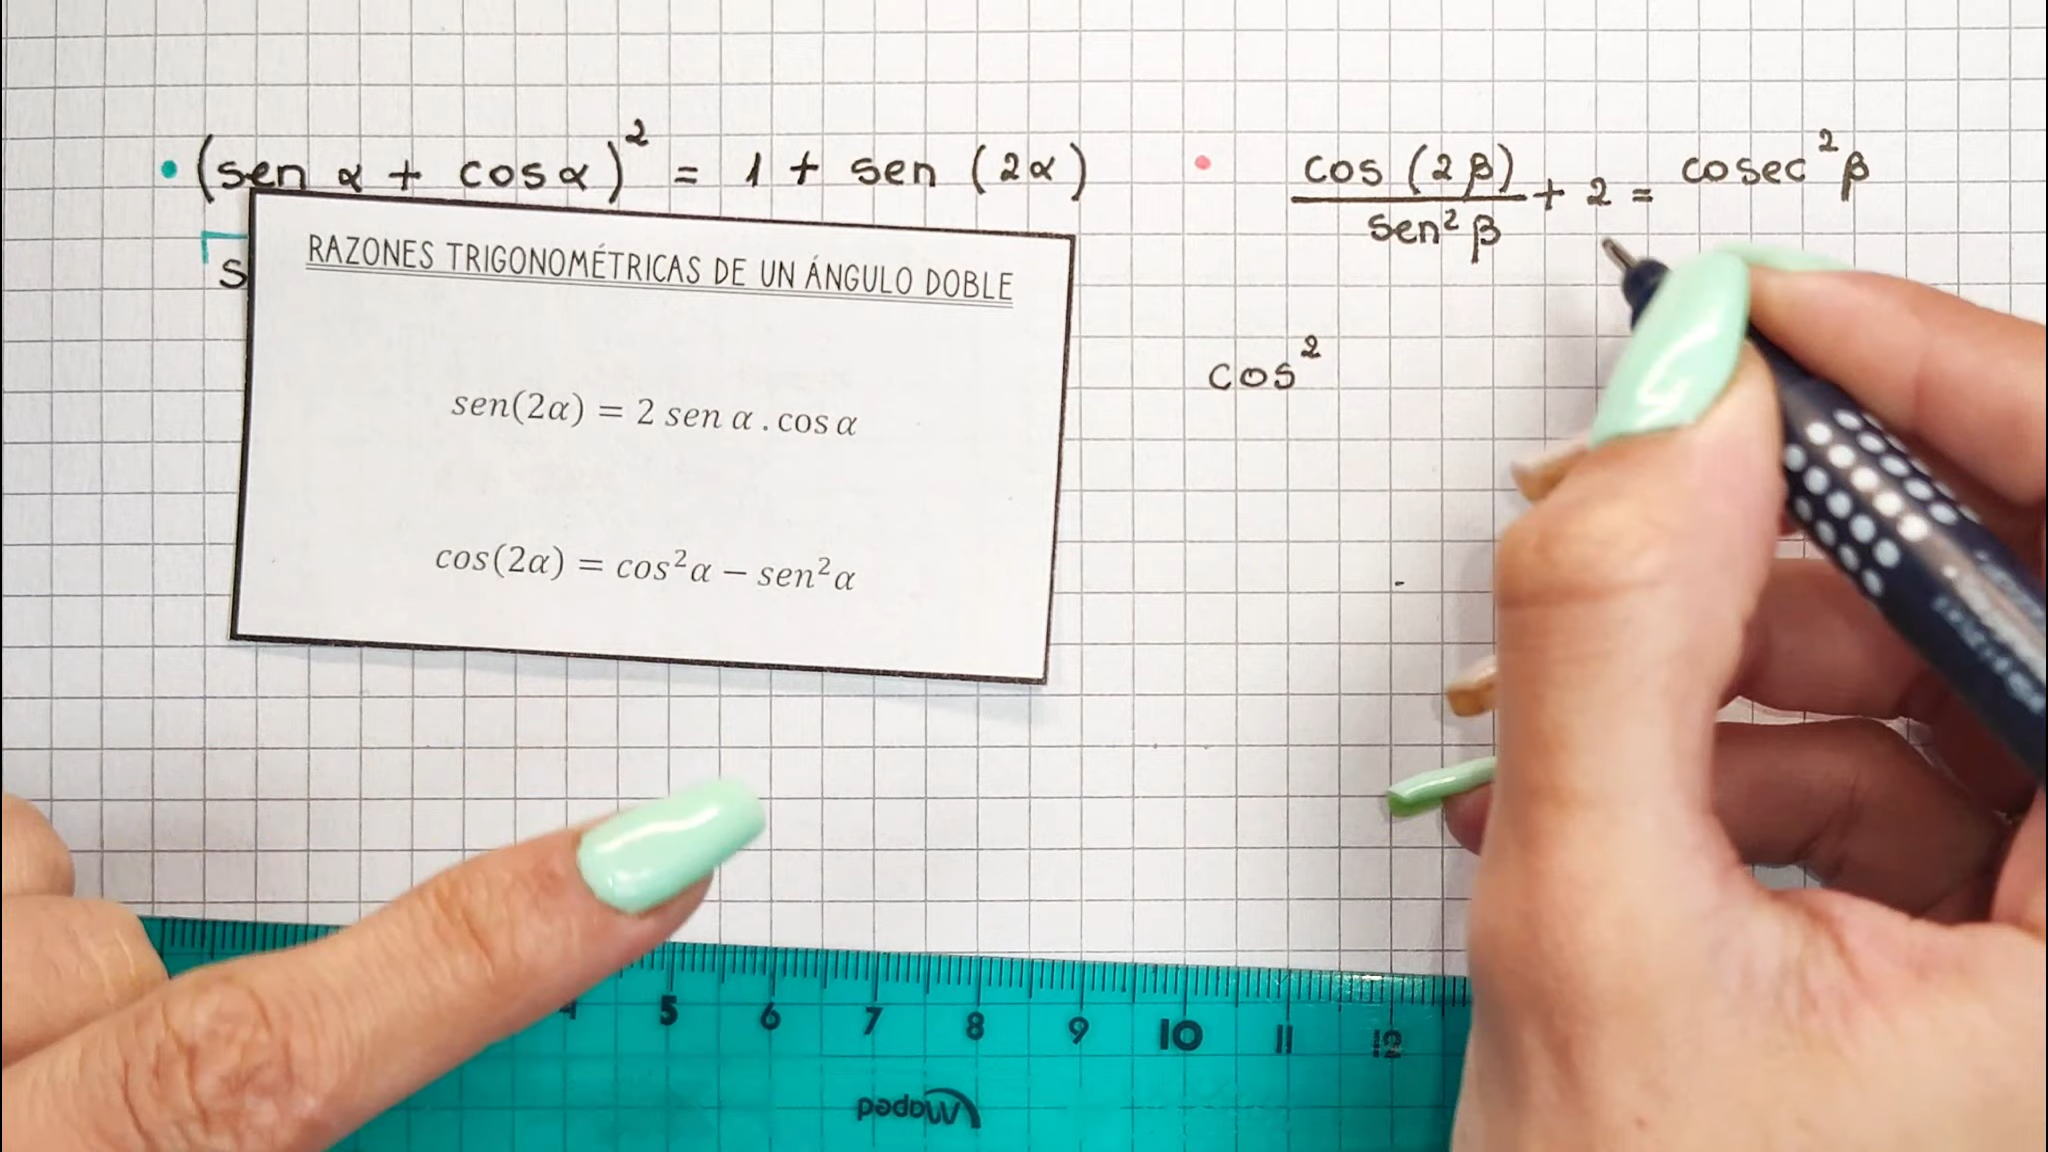 (sen α + cos α)² = 1 + sen (2α)
s
RAZONES TRIGONOMÉTRICAS DE UN ÁNGULO DOBLE
sen(2α) = 2 sen α . cos α
cos(2α) = cos²α − sen²α
cos (2β)
sen² β
+ 2 = cosec² β
cos²
5 6 7 8 9 10 11 12
Maped